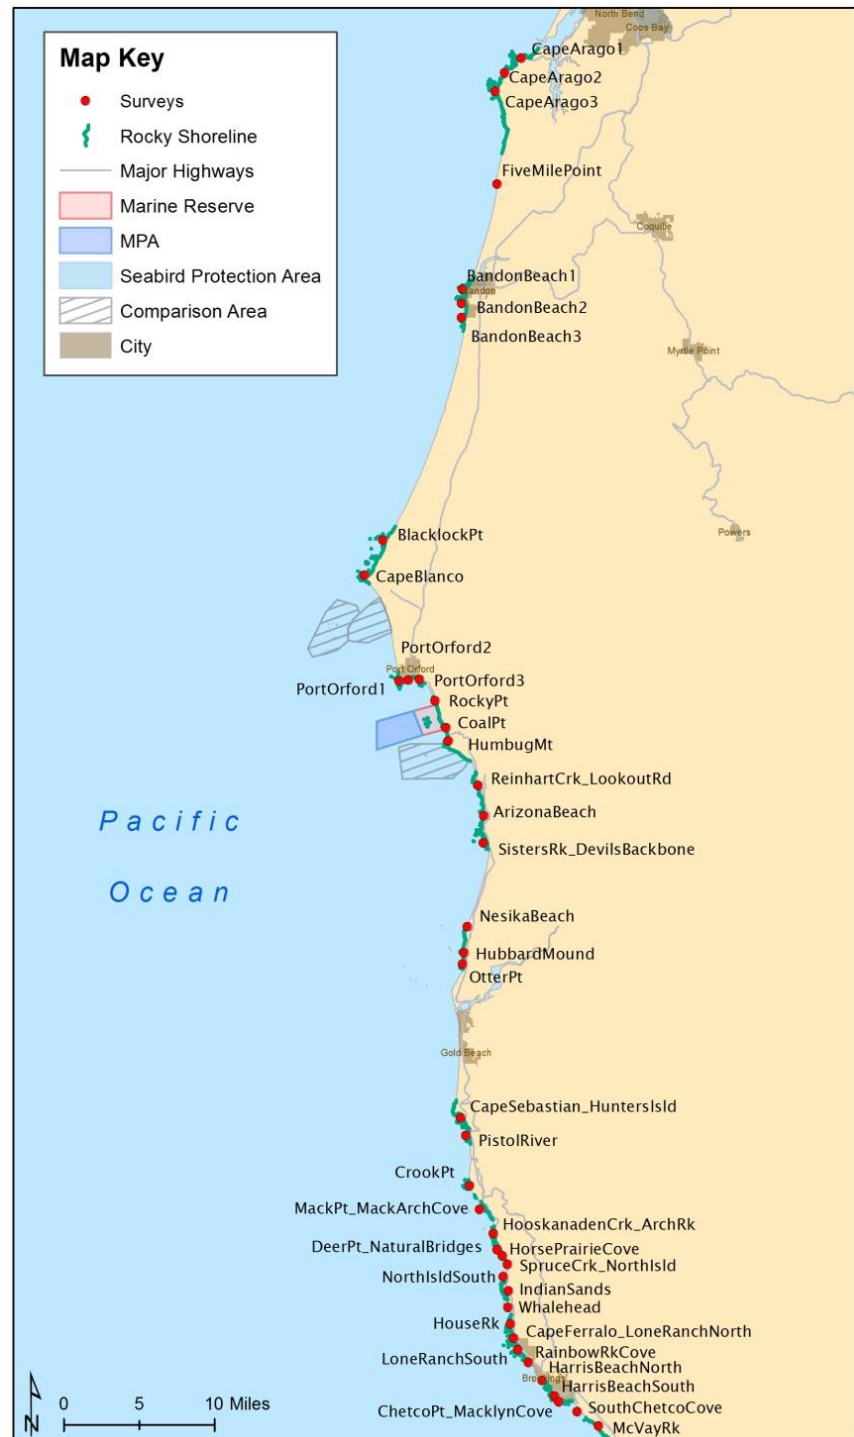 North Bend
Coos Bay
Map Key
Surveys
Rocky Shoreline
Major Highways
Marine Reserve
MPA
Seabird Protection Area
Comparison Area
City
CapeArago1
CapeArago2
CapeArago3
FiveMilePoint
Coquille
BandonBeach1
BandonBeach2
BandonBeach3
Myrtle Point
BlacklockPt
Powers
CapeBlanco
PortOrford2
Port Orford
PortOrford1
PortOrford3
RockyPt
CoalPt
HumbugMt
ReinhartCrk_LookoutRd
ArizonaBeach
Pacific
Ocean
SistersRk_DevilsBackbone
NesikaBeach
HubbardMound
OtterPt
Gold Beach
CapeSebastian_HuntersIsld
PistolRiver
CrookPt
MackPt_MackArchCove
HooskanadenCrk_ArchRk
DeerPt_NaturalBridges
HorsePrairieCove
SpruceCrk_NorthIsld
NorthIsldSouth
IndianSands
Whalehead
HouseRk
CapeFerralo_LoneRanchNorth
RainbowRkCove
LoneRanchSouth
HarrisBeachNorth
HarrisBeachSouth
ChetcoPt_MacklynCove
SouthChetcoCove
McVayRk
N
0 5 10 Miles